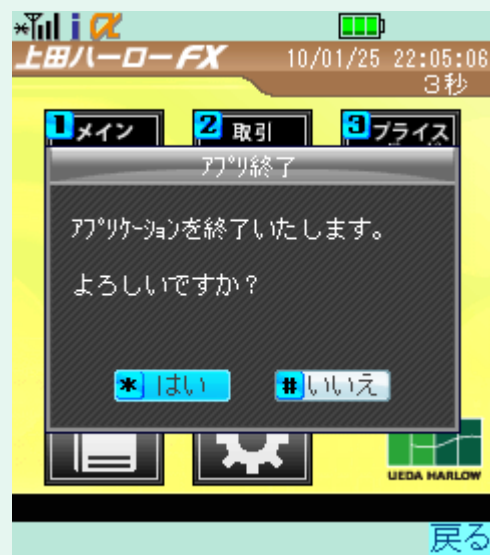 i α
上田ハーローFX 10/01/25 22:05:06
3秒
1 メイン 2 取引 3 プライス
ｱﾌﾟﾘ終了
ｱﾌﾟﾘｹｰｼｮﾝを終了いたします。
よろしいですか？
* はい # いいえ
UEDA HARLOW
戻る